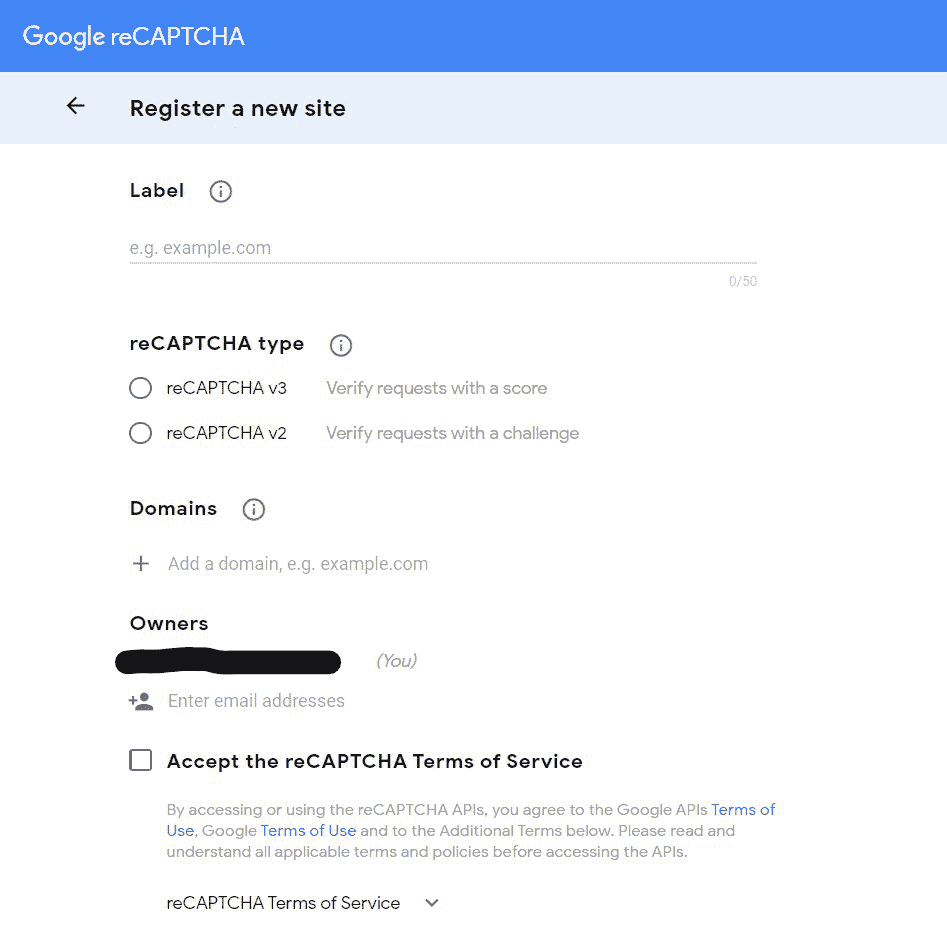 Google reCAPTCHA
Register a new site
Label
e.g. example.com
0/50
reCAPTCHA type
reCAPTCHA v3 Verify requests with a score
reCAPTCHA v2 Verify requests with a challenge
Domains
Add a domain, e.g. example.com
Owners
(You)
Enter email addresses
Accept the reCAPTCHA Terms of Service
By accessing or using the reCAPTCHA APIs, you agree to the Google APIs Terms of
Use, Google Terms of Use and to the Additional Terms below. Please read and
understand all applicable terms and policies before accessing the APIs.
reCAPTCHA Terms of Service